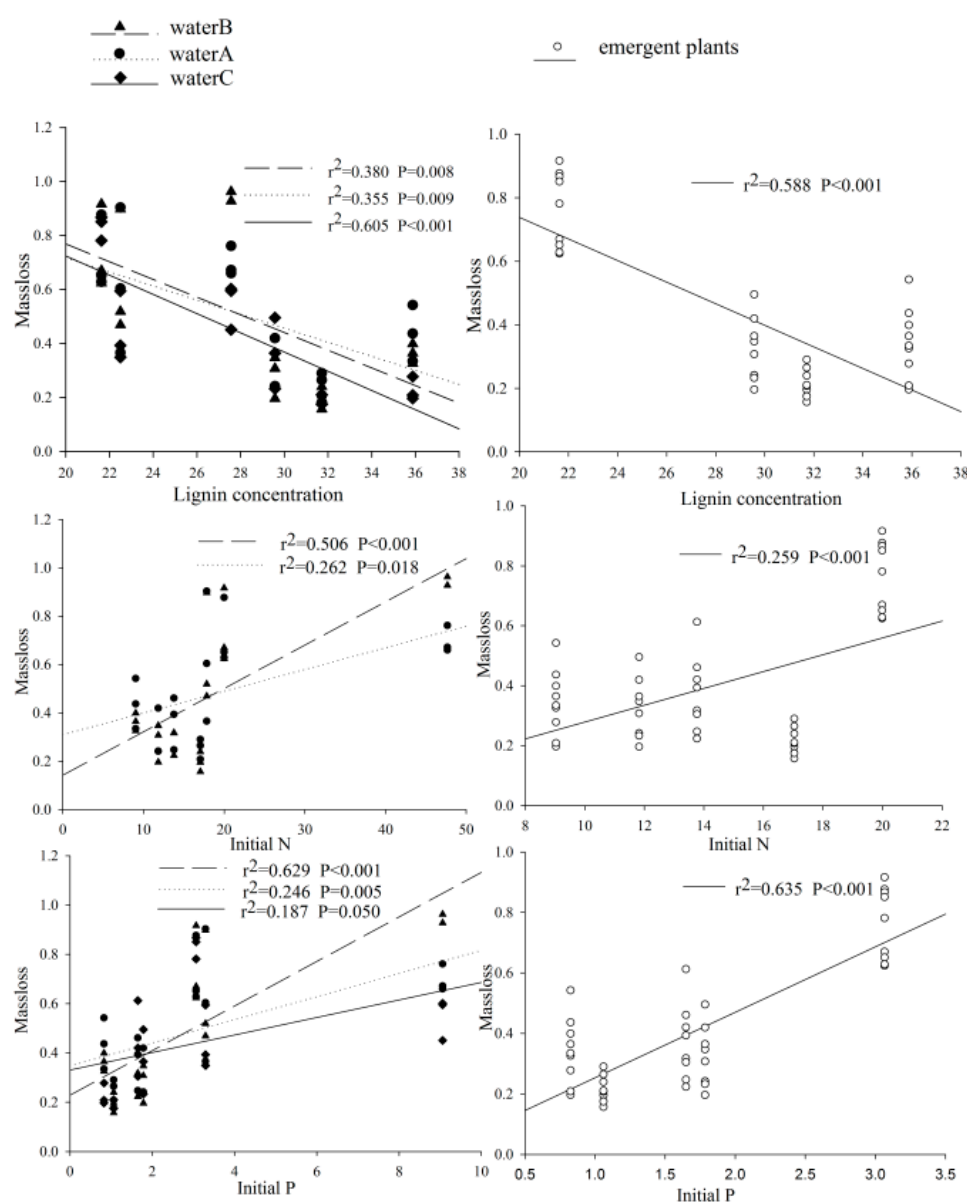 waterB
waterA
waterC
emergent plants
1.2
1.0
0.8
0.6
0.4
0.2
0.0
Massloss
r²=0.380 P=0.008
r²=0.355 P=0.009
r²=0.605 P<0.001
20 22 24 26 28 30 32 34 36 38
Lignin concentration
1.0
0.8
0.6
0.4
0.2
0.0
Massloss
r²=0.588 P<0.001
20 22 24 26 28 30 32 34 36 38
Lignin concentration
1.2
1.0
0.8
0.6
0.4
0.2
0.0
Massloss
r²=0.506 P<0.001
r²=0.262 P=0.018
0 10 20 30 40 50
Initial N
1.0
0.8
0.6
0.4
0.2
0.0
Massloss
r²=0.259 P<0.001
8 10 12 14 16 18 20 22
Initial N
1.2
1.0
0.8
0.6
0.4
0.2
0.0
Massloss
r²=0.629 P<0.001
r²=0.246 P=0.005
r²=0.187 P=0.050
0 2 4 6 8 10
Initial P
1.0
0.8
0.6
0.4
0.2
0.0
Massloss
r²=0.635 P<0.001
0.5 1.0 1.5 2.0 2.5 3.0 3.5
Initial P